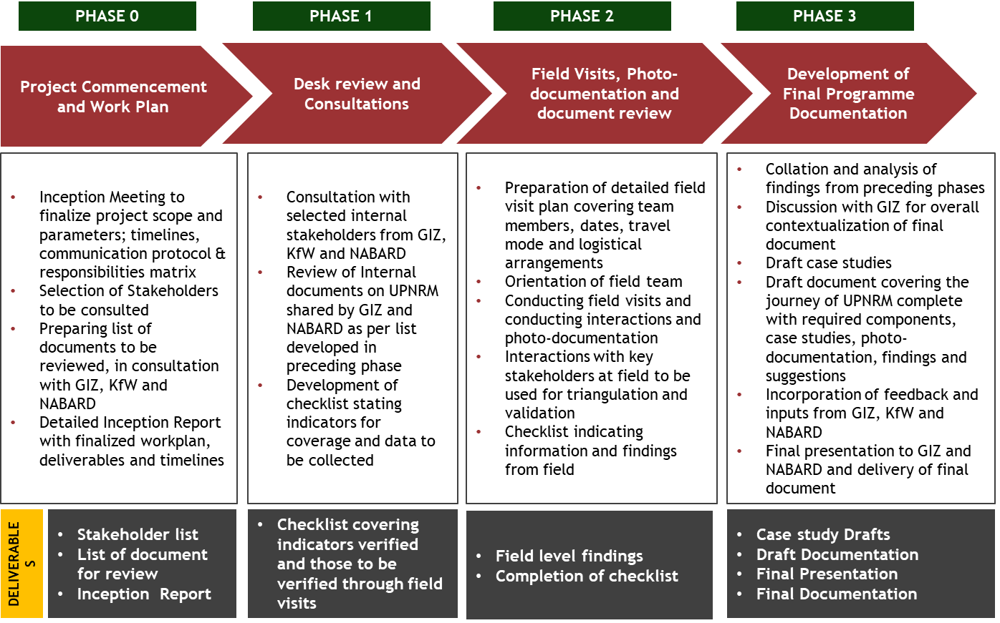 PHASE 0
PHASE 1
PHASE 2
PHASE 3
Project Commencement
and Work Plan
Desk review and
Consultations
Field Visits, Photo-
documentation and
document review
Development of
Final Programme
Documentation
• Inception Meeting to
finalize project scope and
parameters; timelines,
communication protocol &
responsibilities matrix
• Selection of Stakeholders
to be consulted
• Preparing list of
documents to be
reviewed, in consultation
with GIZ, KfW and
NABARD
• Detailed Inception Report
with finalized workplan,
deliverables and timelines
• Consultation with
selected internal
stakeholders from GIZ,
KfW and NABARD
• Review of Internal
documents on UPNRM
shared by GIZ and
NABARD as per list
developed in
preceding phase
• Development of
checklist stating
indicators for
coverage and data to
be collected
• Preparation of detailed field
visit plan covering team
members, dates, travel
mode and logistical
arrangements
• Orientation of field team
• Conducting field visits and
conducting interactions and
photo-documentation
• Interactions with key
stakeholders at field to be
used for triangulation and
validation
• Checklist indicating
information and findings
from field
• Collation and analysis of
findings from preceding phases
• Discussion with GIZ for overall
contextualization of final
document
• Draft case studies
• Draft document covering the
journey of UPNRM complete
with required components,
case studies, photo-
documentation, findings and
suggestions
• Incorporation of feedback and
inputs from GIZ, KfW and
NABARD
• Final presentation to GIZ and
NABARD and delivery of final
document
DELIVERABLE
S
• Stakeholder list
• List of document
for review
• Inception Report
• Checklist covering
indicators verified
and those to be
verified through field
visits
• Field level findings
• Completion of checklist
• Case study Drafts
• Draft Documentation
• Final Presentation
• Final Documentation